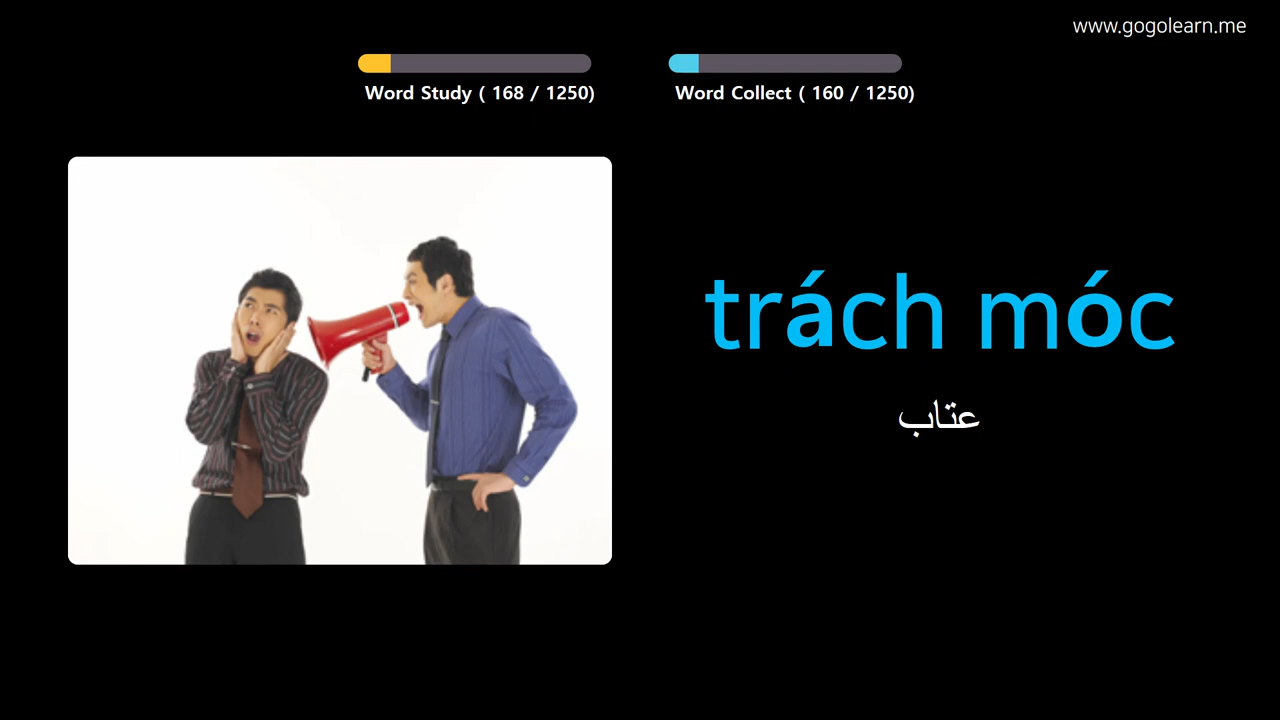 www.gogolearn.me
Word Study ( 168 / 1250)
Word Collect ( 160 / 1250)
trách móc
عتاب